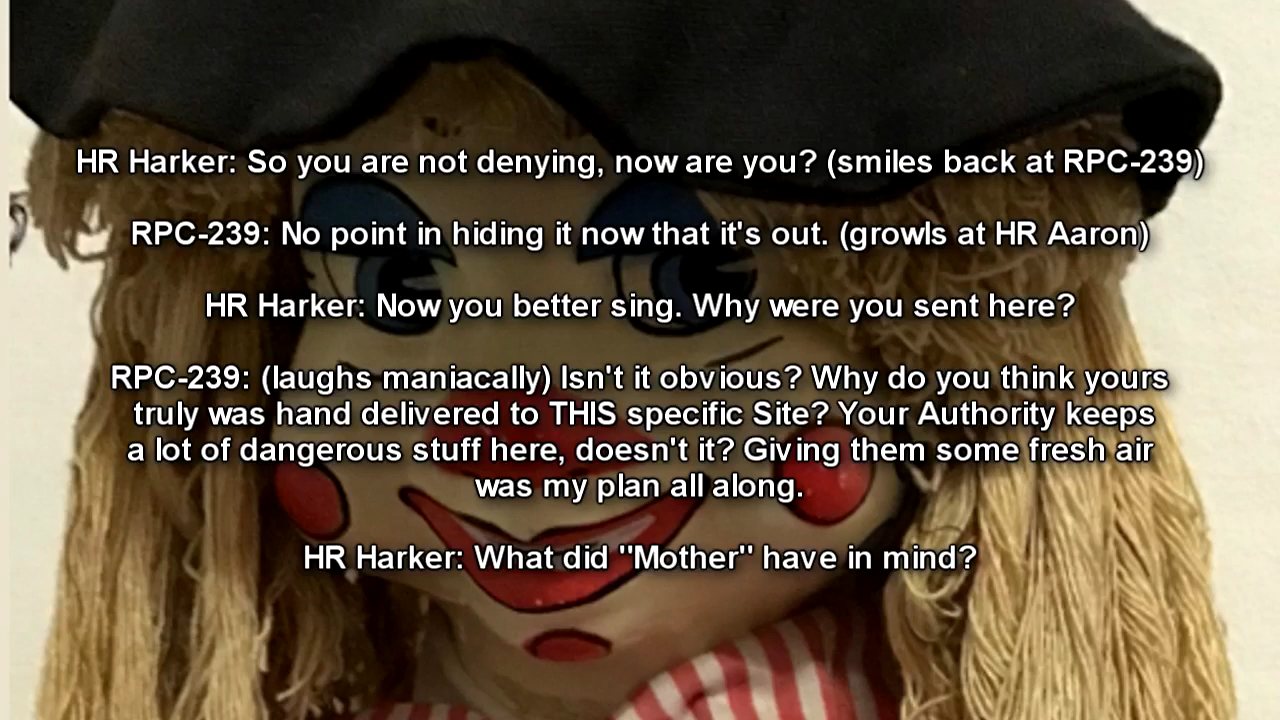 HR Harker: So you are not denying, now are you? (smiles back at RPC-239)
RPC-239: No point in hiding it now that it's out. (growls at HR Aaron)
HR Harker: Now you better sing. Why were you sent here?
RPC-239: (laughs maniacally) Isn't it obvious? Why do you think yours
truly was hand delivered to THIS specific Site? Your Authority keeps
a lot of dangerous stuff here, doesn't it? Giving them some fresh air
was my plan all along.
HR Harker: What did "Mother" have in mind?